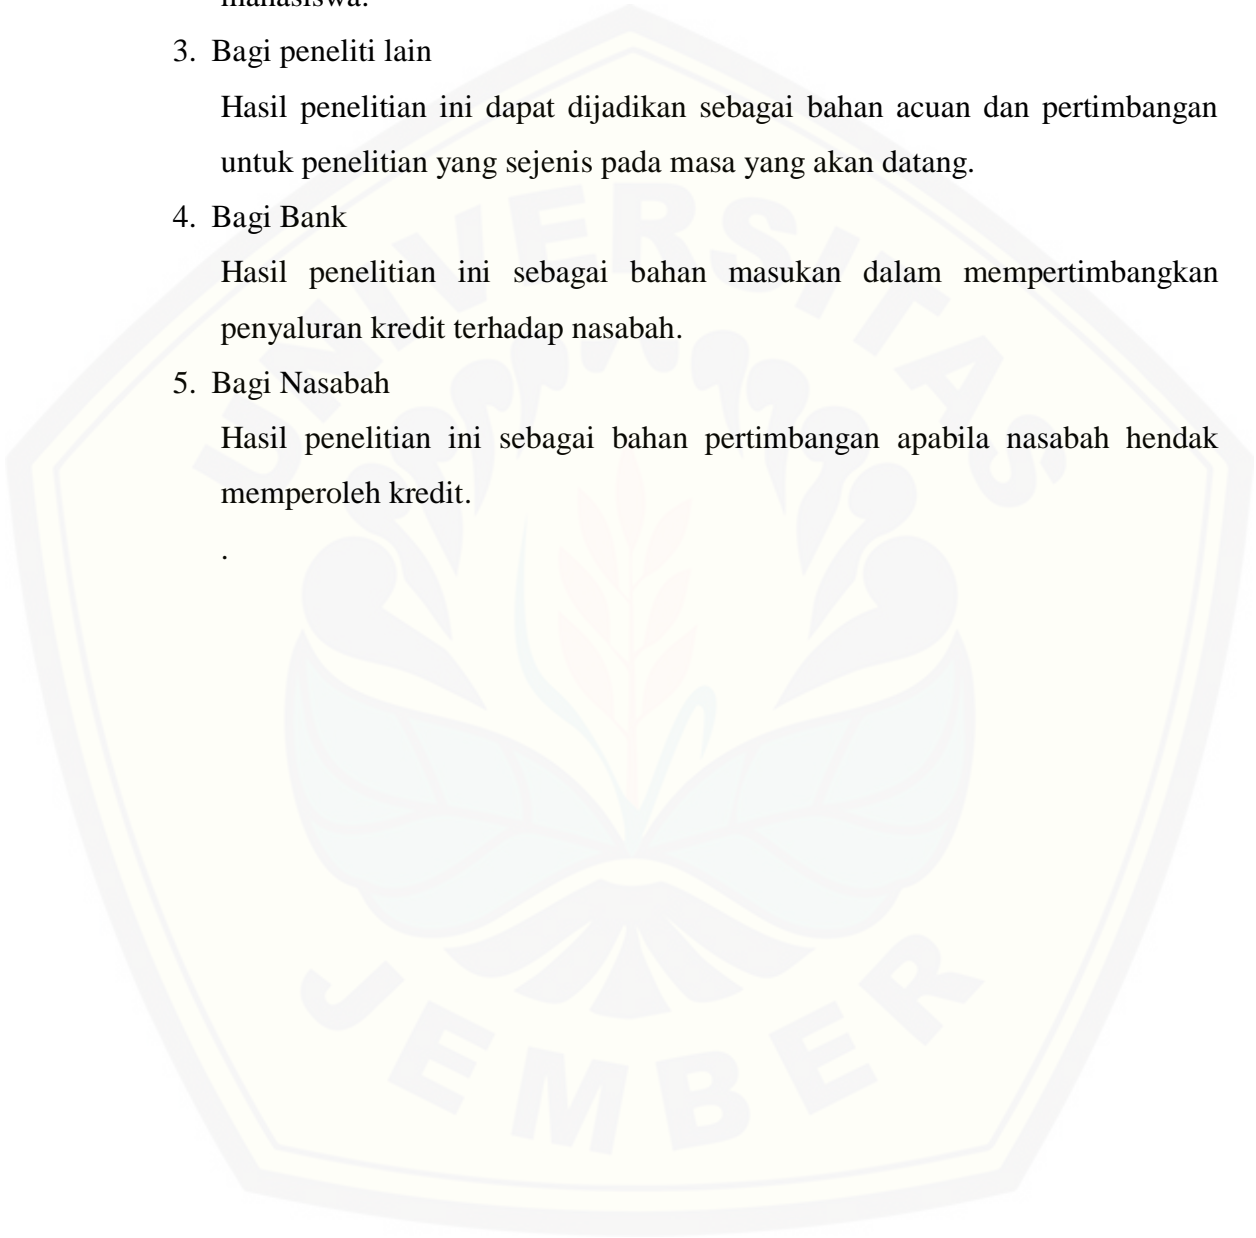 mahasiswa.
3. Bagi peneliti lain
Hasil penelitian ini dapat dijadikan sebagai bahan acuan dan pertimbangan
untuk penelitian yang sejenis pada masa yang akan datang.
4. Bagi Bank
Hasil penelitian ini sebagai bahan masukan dalam mempertimbangkan
penyaluran kredit terhadap nasabah.
5. Bagi Nasabah
Hasil penelitian ini sebagai bahan pertimbangan apabila nasabah hendak
memperoleh kredit.
.
UNIVERSITAS
JEMBER